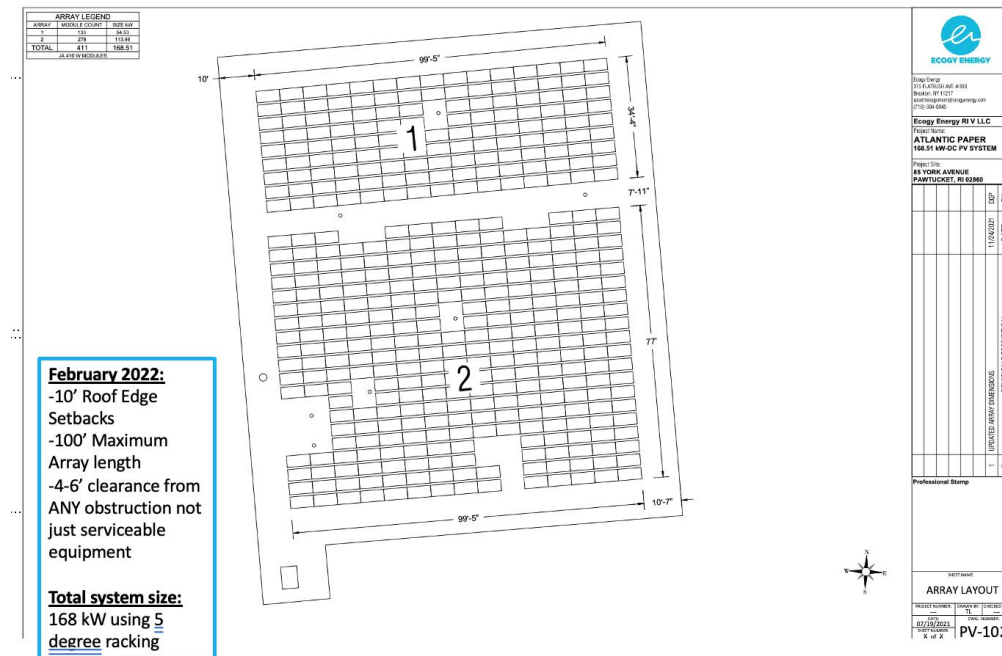 ARRAY LEGEND
ARRAY MODULE COUNT SIZE kW
1 133 54.53
2 278 113.98
TOTAL 411 168.51
JA 410 W MODULES
10'
99'-5"
34'-4"
1
7'-11"
77'
2
99'-5"
10'-7"
February 2022:
-10' Roof Edge
Setbacks
-100' Maximum
Array length
-4-6' clearance from
ANY obstruction not
just serviceable
equipment
Total system size:
168 kW using 5
degree racking
N
W
E
S
ECOGY ENERGY
Ecogy Energy
315 FLATBUSH AVE
Brooklyn, NY 11217
(718)-304-0945
Ecogy Energy RI V LLC
Project Name:
ATLANTIC PAPER
168.51 kW-DC PV SYSTEM
Project Site:
85 YORK AVENUE
PAWTUCKET, RI 02860
11/24/2021
1 UPDATED ARRAY DIMENSIONS
Professional Stamp
SHEET NAME:
ARRAY LAYOUT
PROJECT NUMBER: DRAWN BY: CHECKED
--- TL ---
DATE: DWG. NUMBER:
07/19/2021
SHEET NUMBER:
X of X
PV-102